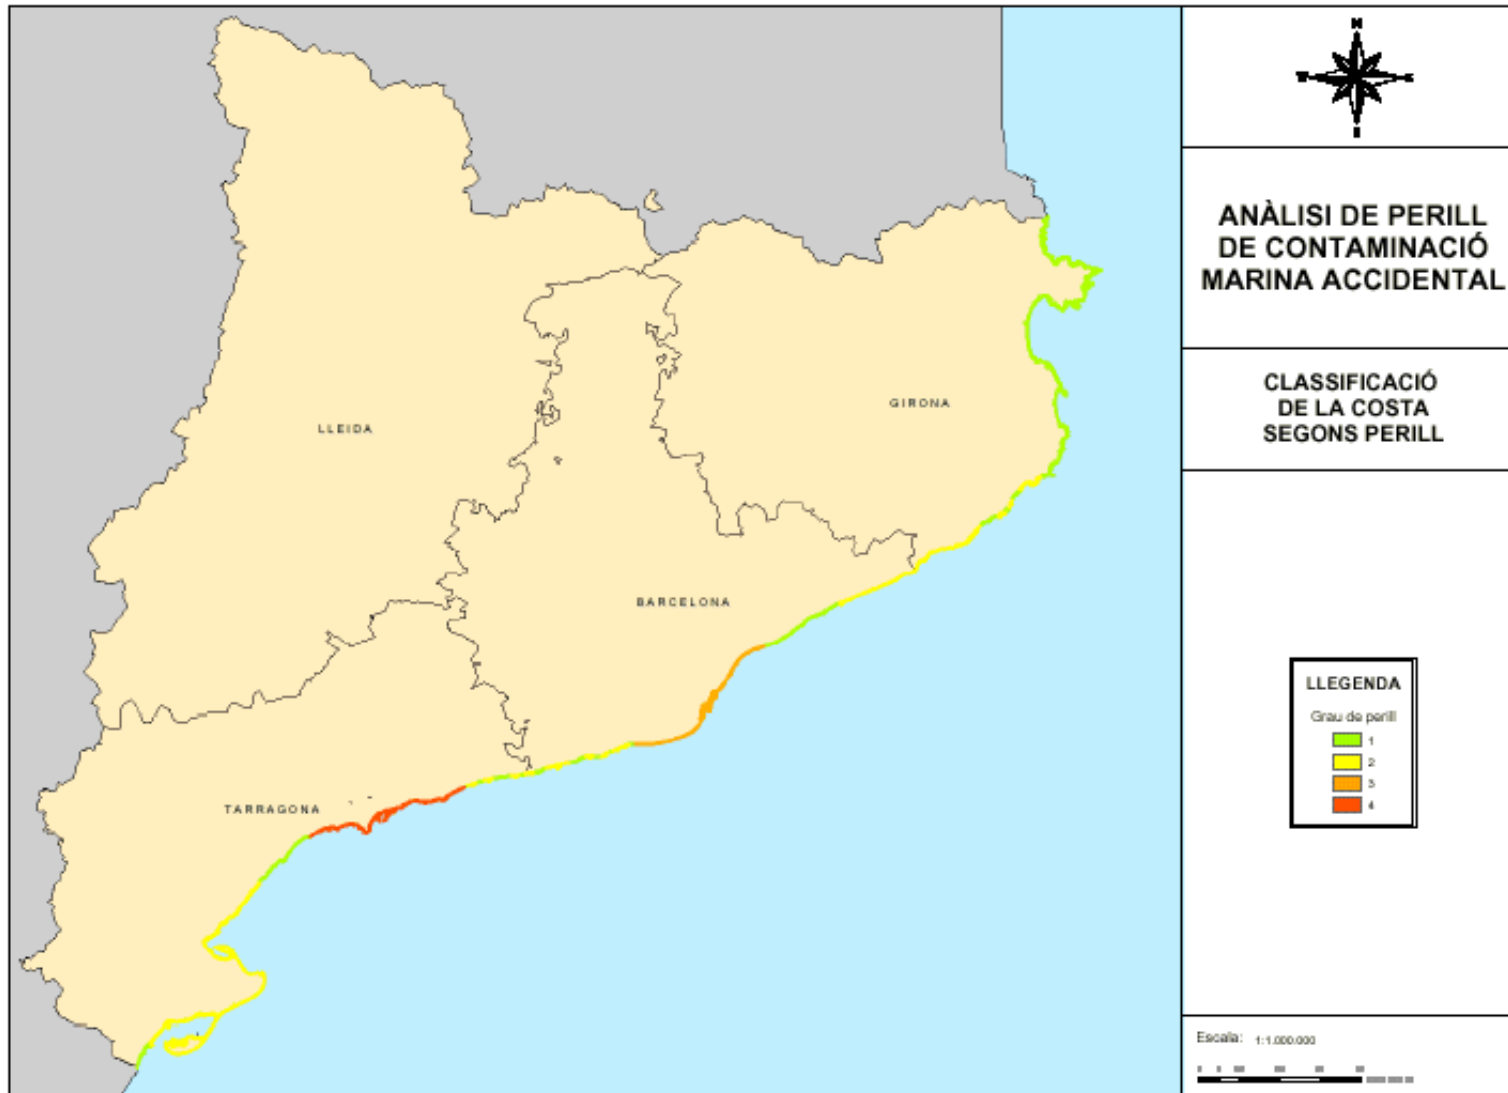 N
ANÀLISI DE PERILL
DE CONTAMINACIÓ
MARINA ACCIDENTAL
CLASSIFICACIÓ
DE LA COSTA
SEGONS PERILL
GIRONA
LLEIDA
BARCELONA
TARRAGONA
LLEGENDA
Grau de perill
1
2
3
4
Escala: 1:1.000.000